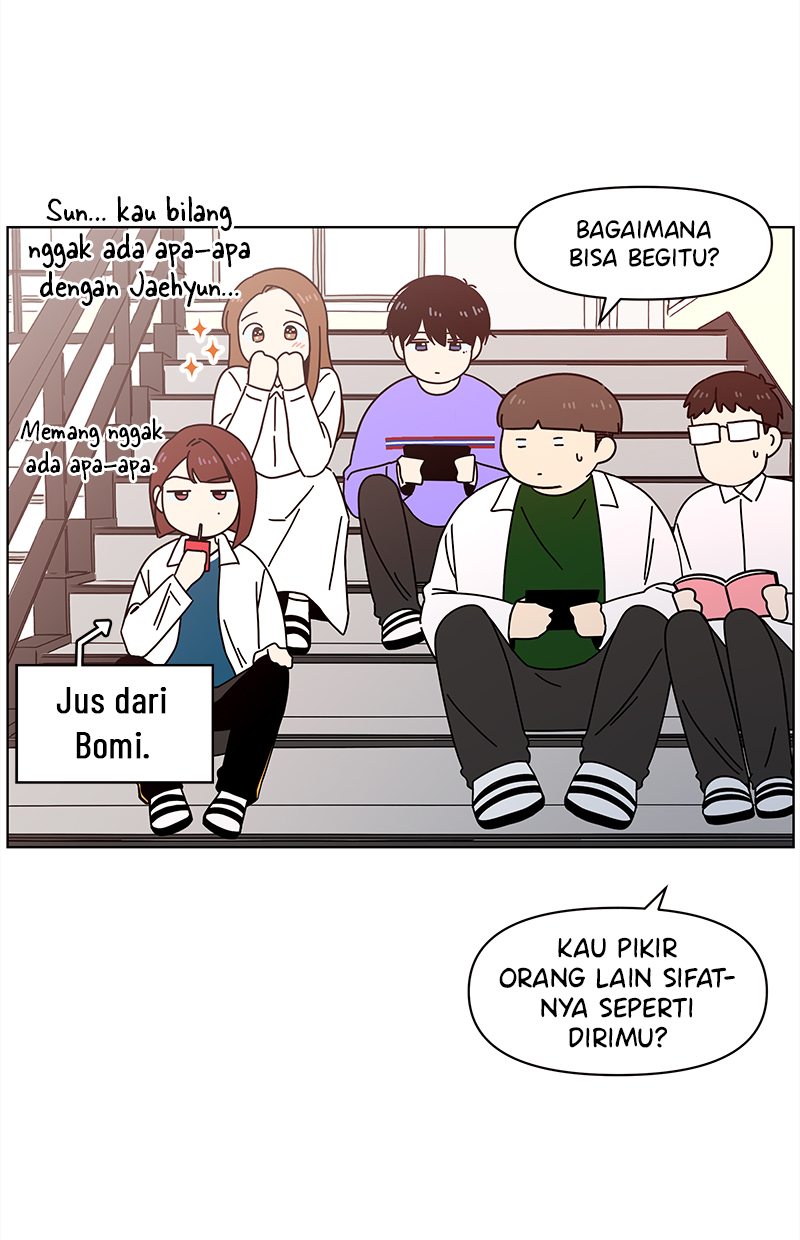 Sun... kau bilang
nggak ada apa-apa
dengan Jaehyun...
BAGAIMANA
BISA BEGITU?
Memang nggak
ada apa-apa.
Jus dari
Bomi.
KAU PIKIR
ORANG LAIN SIFAT-
NYA SEPERTI
DIRIMU?